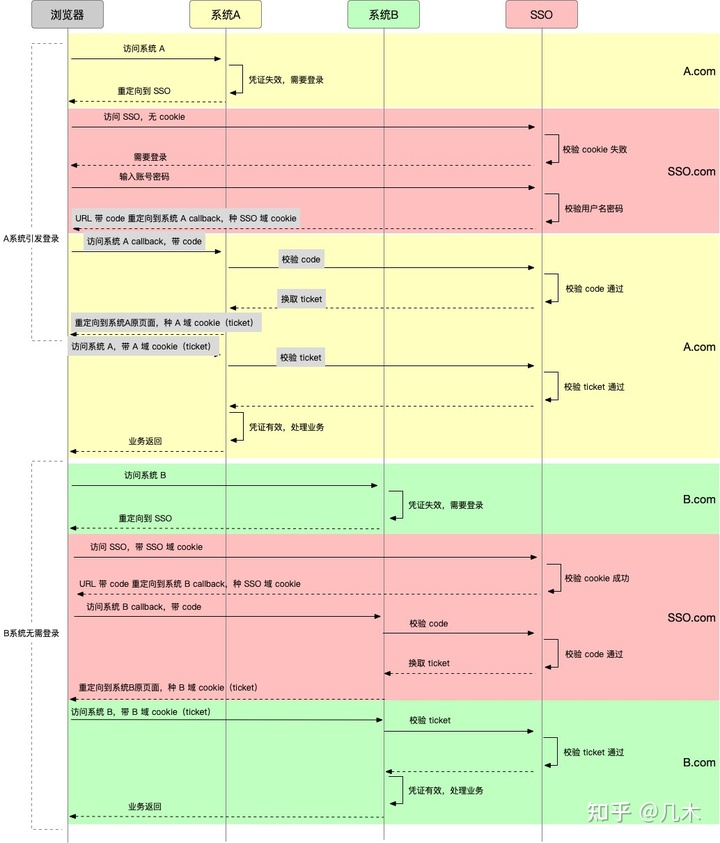 浏览器
系统A
系统B
SSO
访问系统 A
凭证失效，需要登录
A.com
重定向到 SSO
访问 SSO，无 cookie
校验 cookie 失败
需要登录
SSO.com
输入账号密码
校验用户名密码
URL 带 code 重定向到系统 A callback，种 SSO 域 cookie
A系统引发登录
访问系统 A callback，带 code
校验 code
校验 code 通过
换取 ticket
重定向到系统A原页面，种 A 域 cookie（ticket）
访问系统 A，带 A 域 cookie（ticket）
A.com
校验 ticket
校验 ticket 通过
凭证有效，处理业务
业务返回
访问系统 B
B.com
凭证失效，需要登录
重定向到 SSO
访问 SSO，带 SSO 域 cookie
校验 cookie 成功
URL 带 code 重定向到系统 B callback，种 SSO 域 cookie
访问系统 B callback，带 code
SSO.com
校验 code
B系统无需登录
校验 code 通过
换取 ticket
重定向到系统B原页面，种 B 域 cookie（ticket）
访问系统 B，带 B 域 cookie（ticket）
校验 ticket
校验 ticket 通过
B.com
凭证有效，处理业务
业务返回
知乎 @几木